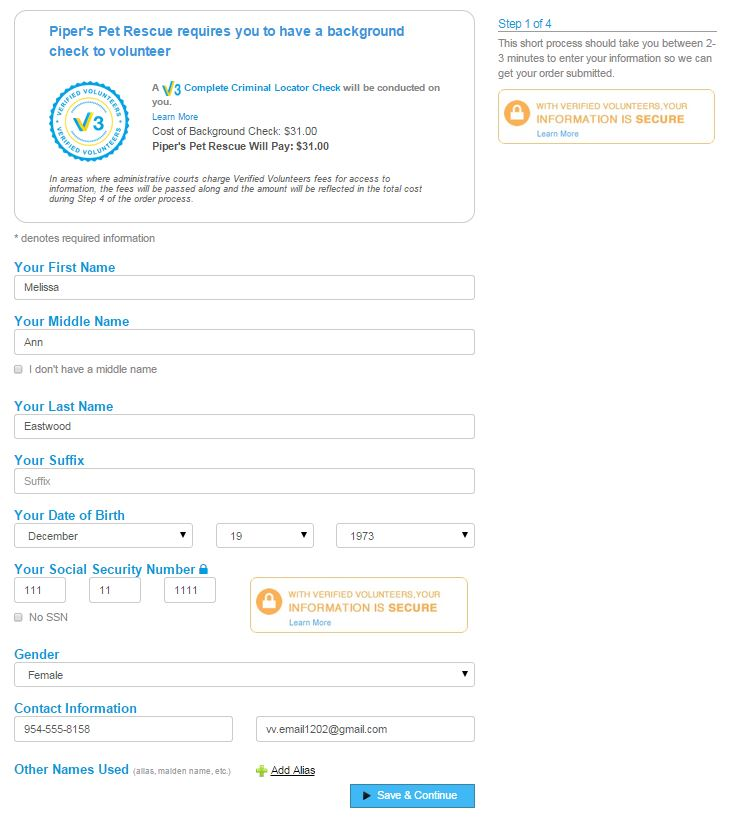 Piper's Pet Rescue requires you to have a background
check to volunteer
VERIFIED VOLUNTEERS
V3
VERIFIED VOLUNTEERS
A V3 Complete Criminal Locator Check will be conducted on
you.
Learn More
Cost of Background Check: $31.00
Piper's Pet Rescue Will Pay: $31.00
In areas where administrative courts charge Verified Volunteers fees for access to
information, the fees will be passed along and the amount will be reflected in the total cost
during Step 4 of the order process.
Step 1 of 4
This short process should take you between 2-
3 minutes to enter your information so we can
get your order submitted.
WITH VERIFIED VOLUNTEERS,YOUR
INFORMATION IS SECURE
Learn More
* denotes required information
Your First Name
Melissa
Your Middle Name
Ann
I don't have a middle name
Your Last Name
Eastwood
Your Suffix
Suffix
Your Date of Birth
December 19 1973
Your Social Security Number
111 11 1111
No SSN
WITH VERIFIED VOLUNTEERS,YOUR
INFORMATION IS SECURE
Learn More
Gender
Female
Contact Information
954-555-8158 vv.email1202@gmail.com
Other Names Used (alias, maiden name, etc.) Add Alias
Save & Continue